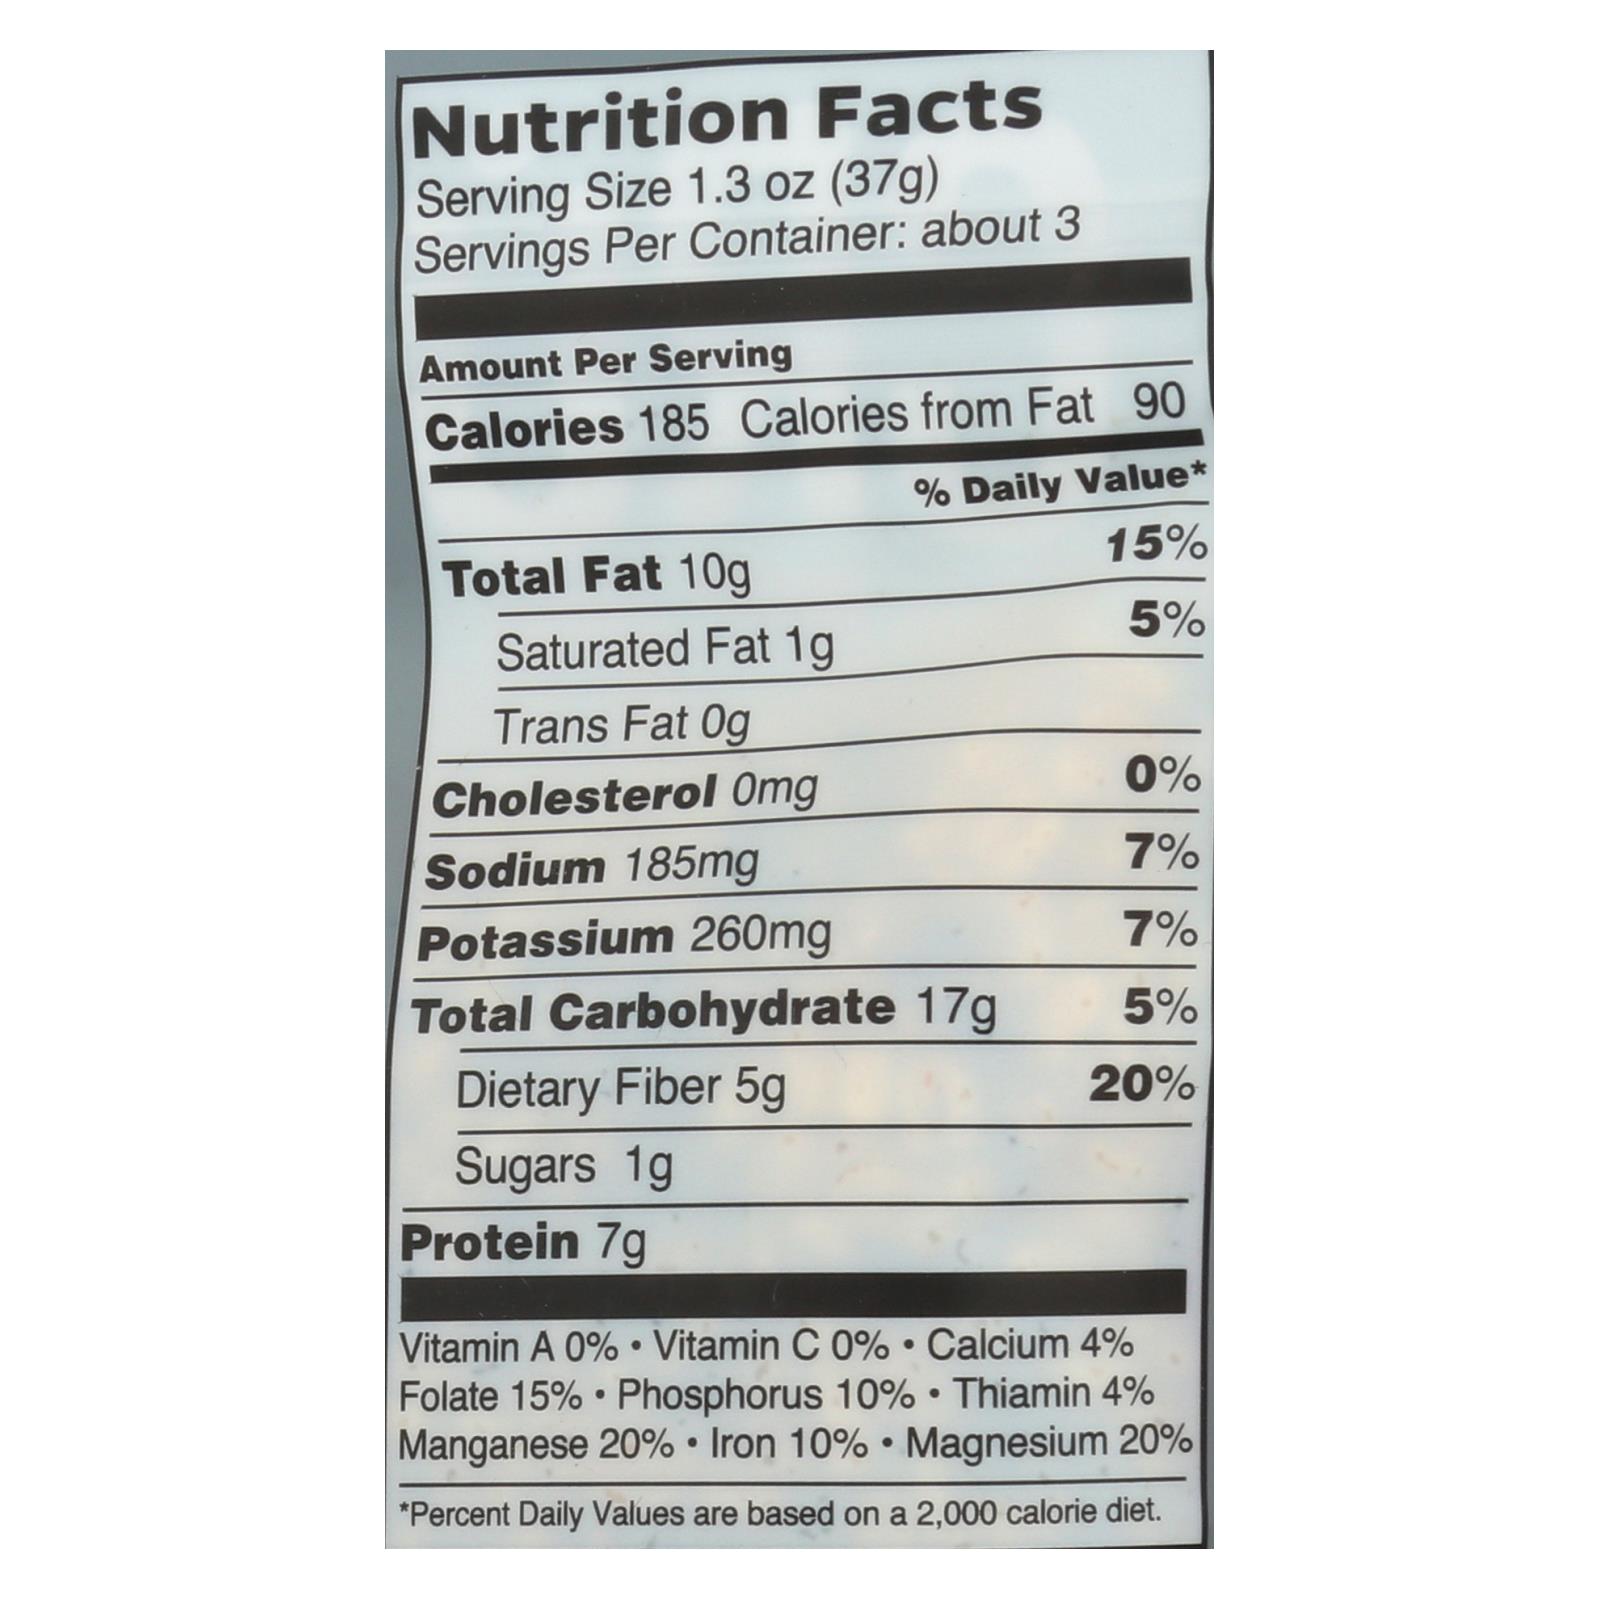 Nutrition Facts
Serving Size 1.3 oz (37g)
Servings Per Container: about 3
Amount Per Serving
Calories 185 Calories from Fat 90
% Daily Value*
Total Fat 10g 15%
Saturated Fat 1g 5%
Trans Fat 0g
Cholesterol 0mg 0%
Sodium 185mg 7%
Potassium 260mg 7%
Total Carbohydrate 17g 5%
Dietary Fiber 5g 20%
Sugars 1g
Protein 7g
Vitamin A 0% • Vitamin C 0% • Calcium 4%
Folate 15% • Phosphorus 10% • Thiamin 4%
Manganese 20% • Iron 10% • Magnesium 20%
*Percent Daily Values are based on a 2,000 calorie diet.